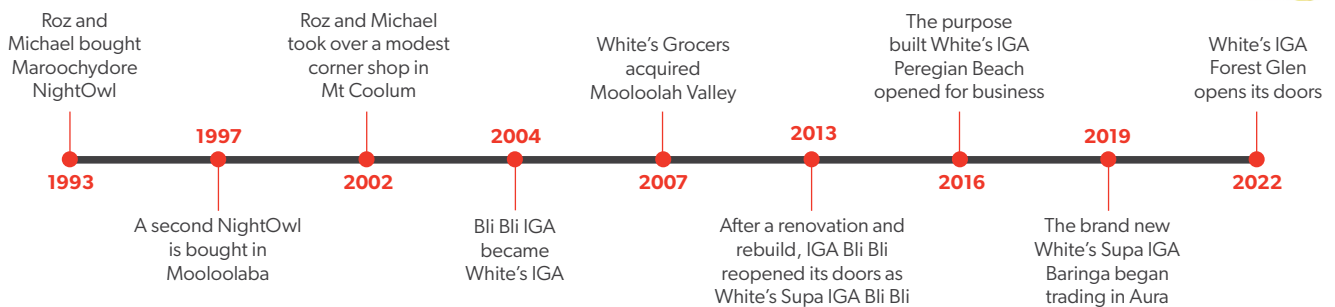 Roz and
Michael bought
Maroochydore
NightOwl
1993
1997
A second NightOwl
is bought in
Mooloolaba
Roz and Michael
took over a modest
corner shop in
Mt Coolum
2002
2004
Bli Bli IGA
became
White's IGA
White's Grocers
acquired
Mooloolah Valley
2007
2013
After a renovation and
rebuild, IGA Bli Bli
reopened its doors as
White's Supa IGA Bli Bli
The purpose
built White's IGA
Peregian Beach
opened for business
2016
2019
The brand new
White's Supa IGA
Baringa began
trading in Aura
White's IGA
Forest Glen
opens its doors
2022